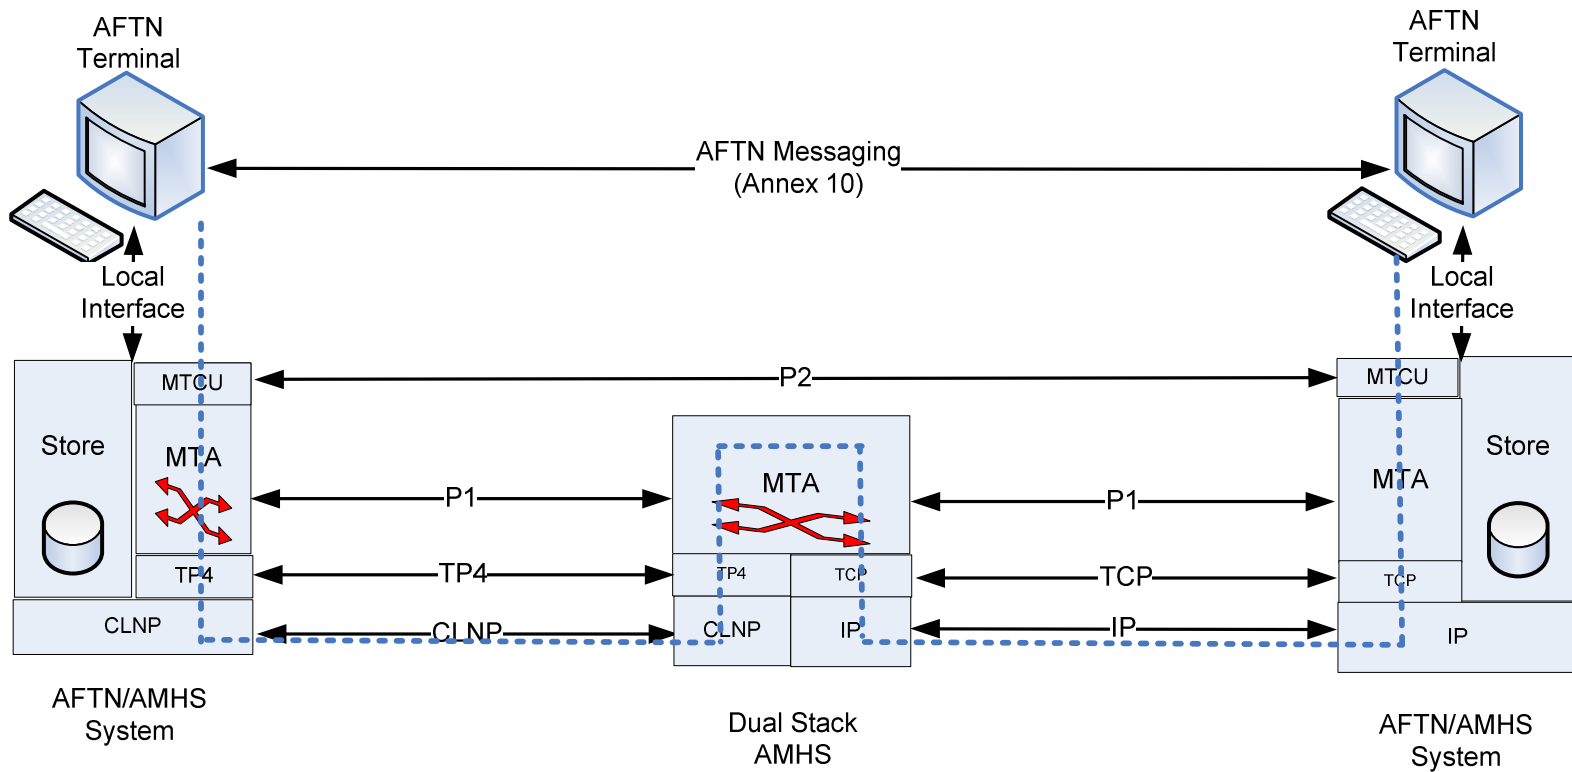 AFTN
Terminal
AFTN
Terminal
AFTN Messaging
(Annex 10)
Local
Interface
Local
Interface
MTCU
P2
MTCU
Store
MTA
P1
MTA
P1
MTA
Store
TP4
TP4
TP4
TCP
TCP
TCP
CLNP
CLNP
CLNP
IP
IP
IP
AFTN/AMHS
System
Dual Stack
AMHS
AFTN/AMHS
System